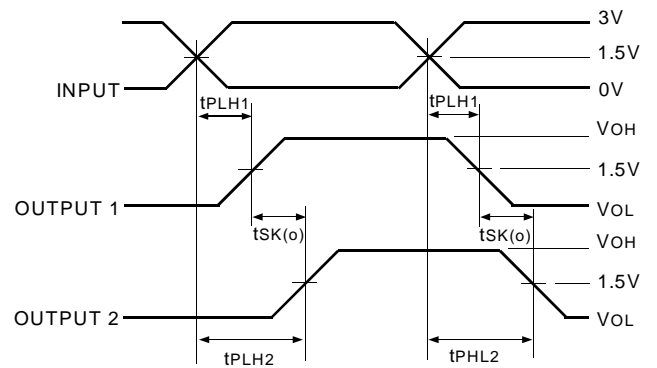 3V
1.5V
INPUT
0V
tPLH1
tPLH1
VOH
1.5V
OUTPUT 1
VOL
tSK(o)
tSK(o)
VOH
1.5V
OUTPUT 2
VOL
tPLH2
tPHL2